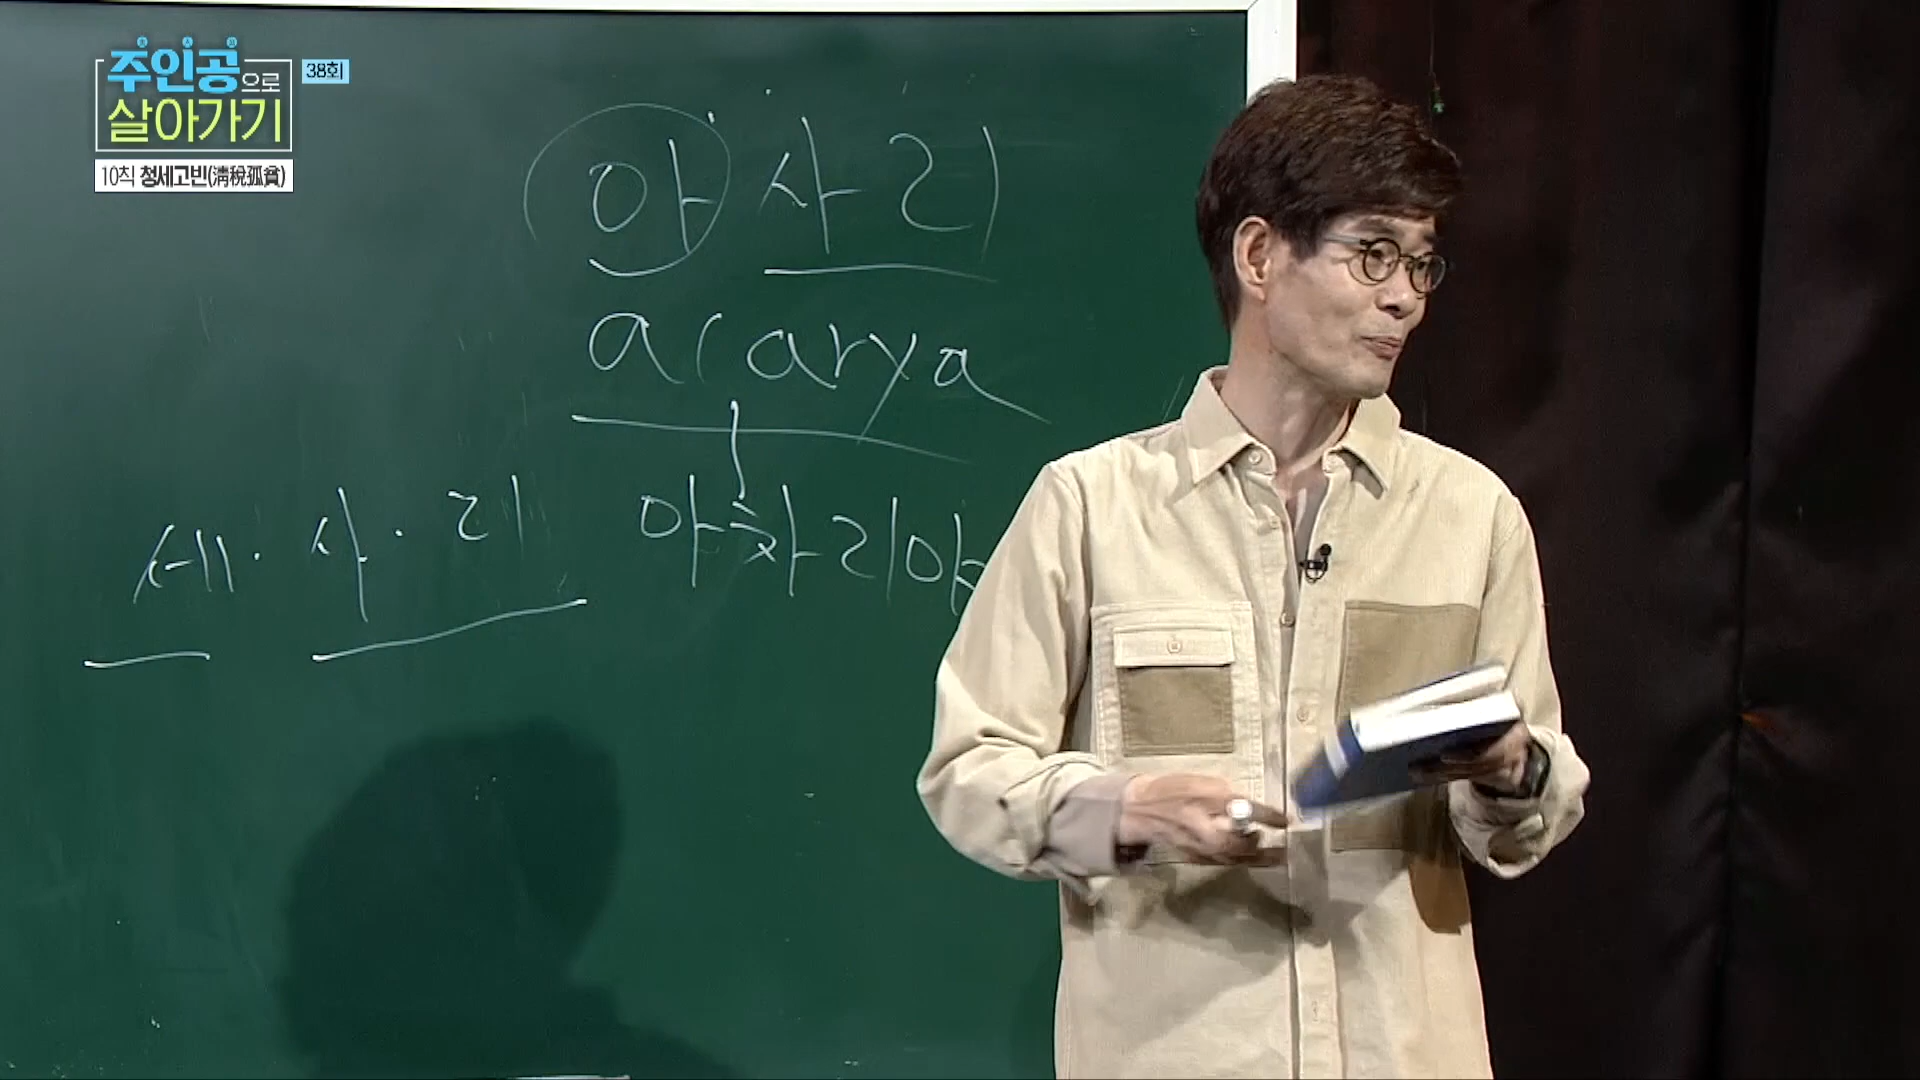 주인공으로 38회
살아가기
10칙 청세고빈(淸稅孤貧)
아사리
acarya
세·사·리 아차리야